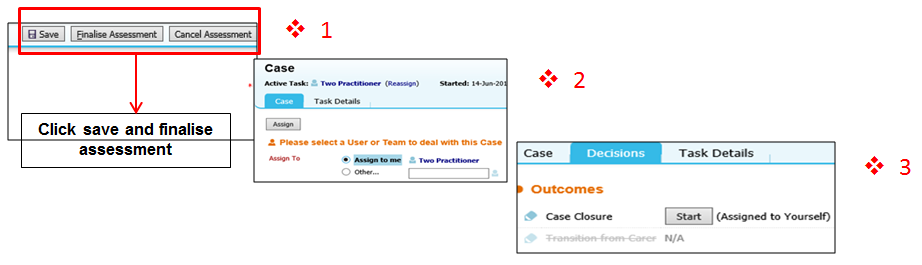 Save Finalise Assessment Cancel Assessment
❖ 1
Click save and finalise
assessment
Case
Active Task: Two Practitioner (Reassign) Started: 14-Jun-201
Case Task Details
Assign
Please select a User or Team to deal with this Case
Assign To Assign to me Two Practitioner
Other...
❖ 2
Case Decisions Task Details
Outcomes
Case Closure Start (Assigned to Yourself)
Transition from Carer N/A
❖ 3